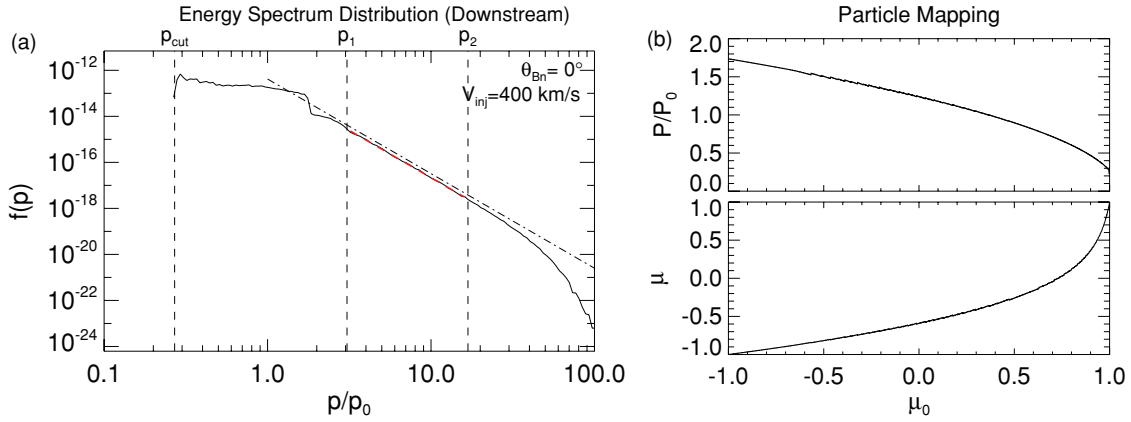 Energy Spectrum Distribution (Downstream)
(a)
p_cut p_1 p_2
θ_Bn= 0°
V_inj=400 km/s
10^-12
10^-14
10^-16
10^-18
10^-20
10^-22
10^-24
f(p)
0.1 1.0 10.0 100.0
p/p_0
Particle Mapping
(b)
2.0
1.5
1.0
0.5
0.0
P/P_0
1.0
0.5
0.0
-0.5
-1.0
μ
-1.0 -0.5 0.0 0.5 1.0
μ_0